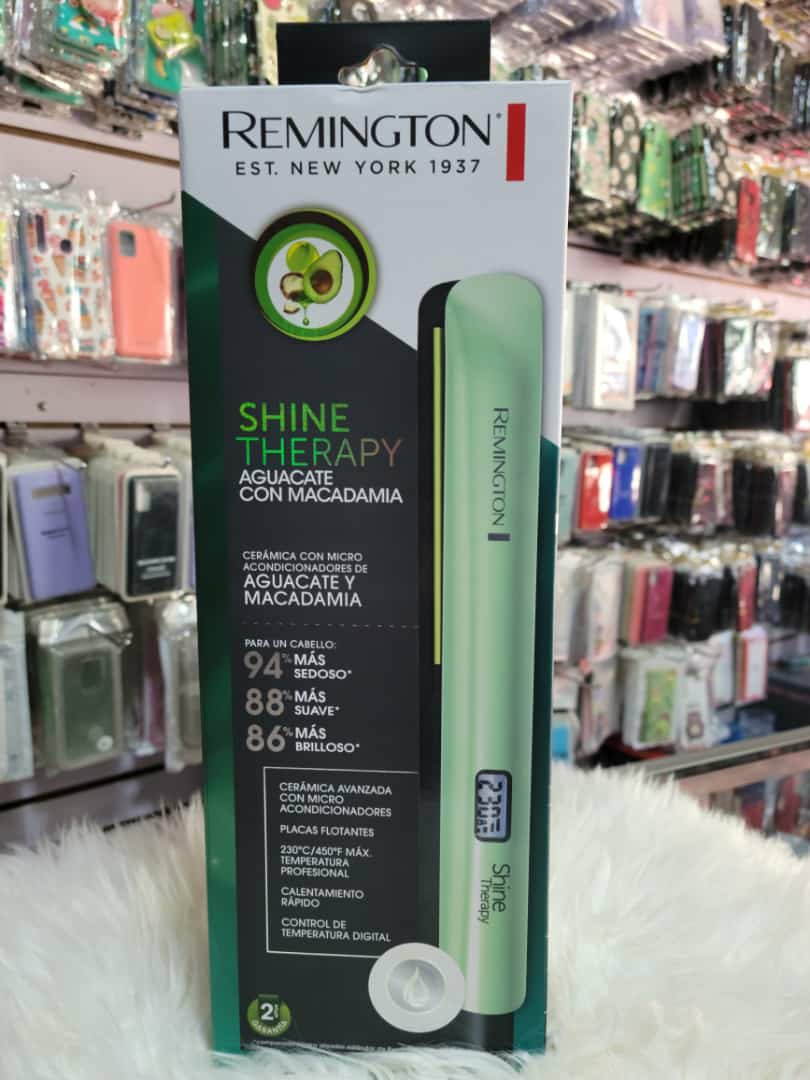 REMINGTON®
EST. NEW YORK 1937
SHINE
THERAPY
AGUACATE
CON MACADAMIA
CERÁMICA CON MICRO
ACONDICIONADORES DE
AGUACATE Y
MACADAMIA
PARA UN CABELLO:
94% MÁS
SEDOSO*
88% MÁS
SUAVE*
86% MÁS
BRILLOSO*
CERÁMICA AVANZADA
CON MICRO
ACONDICIONADORES
PLACAS FLOTANTES
230°C/450°F MÁX.
TEMPERATURA
PROFESIONAL
CALENTAMIENTO
RÁPIDO
CONTROL DE
TEMPERATURA DIGITAL
REMINGTON
230
Shine
Therapy
2
GARANTÍA